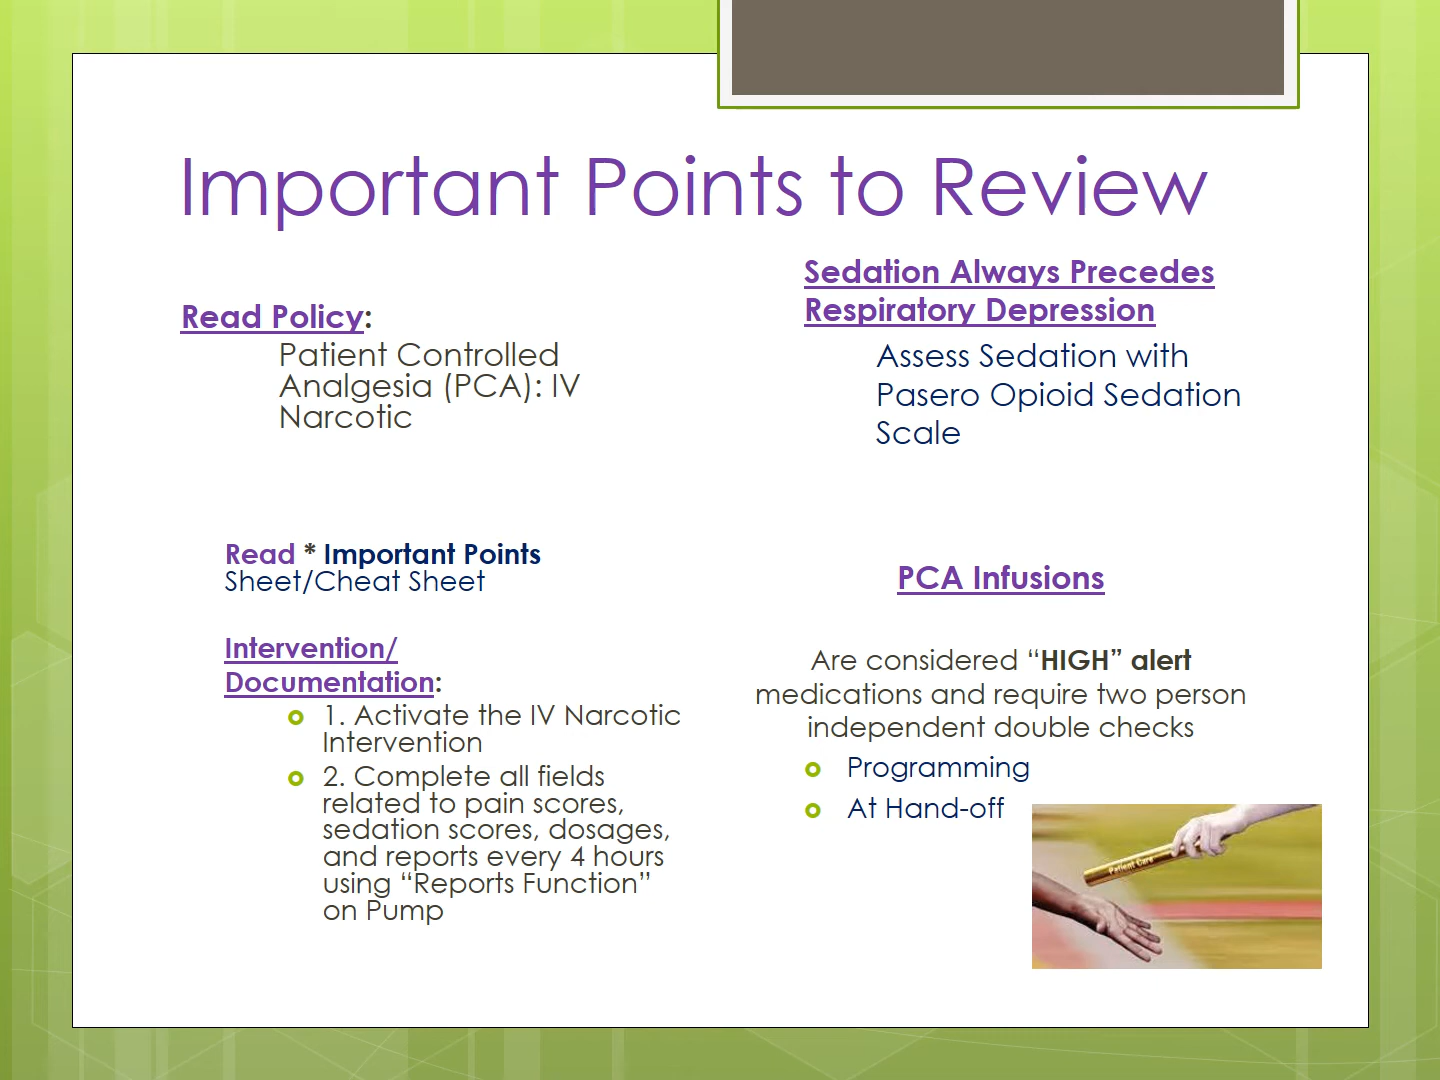 Important Points to Review
Read Policy:
Patient Controlled
Analgesia (PCA): IV
Narcotic
Sedation Always Precedes
Respiratory Depression
Assess Sedation with
Pasero Opioid Sedation
Scale
Read * Important Points
Sheet/Cheat Sheet
Intervention/
Documentation:
1. Activate the IV Narcotic
Intervention
2. Complete all fields
related to pain scores,
sedation scores, dosages,
and reports every 4 hours
using “Reports Function”
on Pump
PCA Infusions
Are considered “HIGH” alert
medications and require two person
independent double checks
Programming
At Hand-off
Patient Care